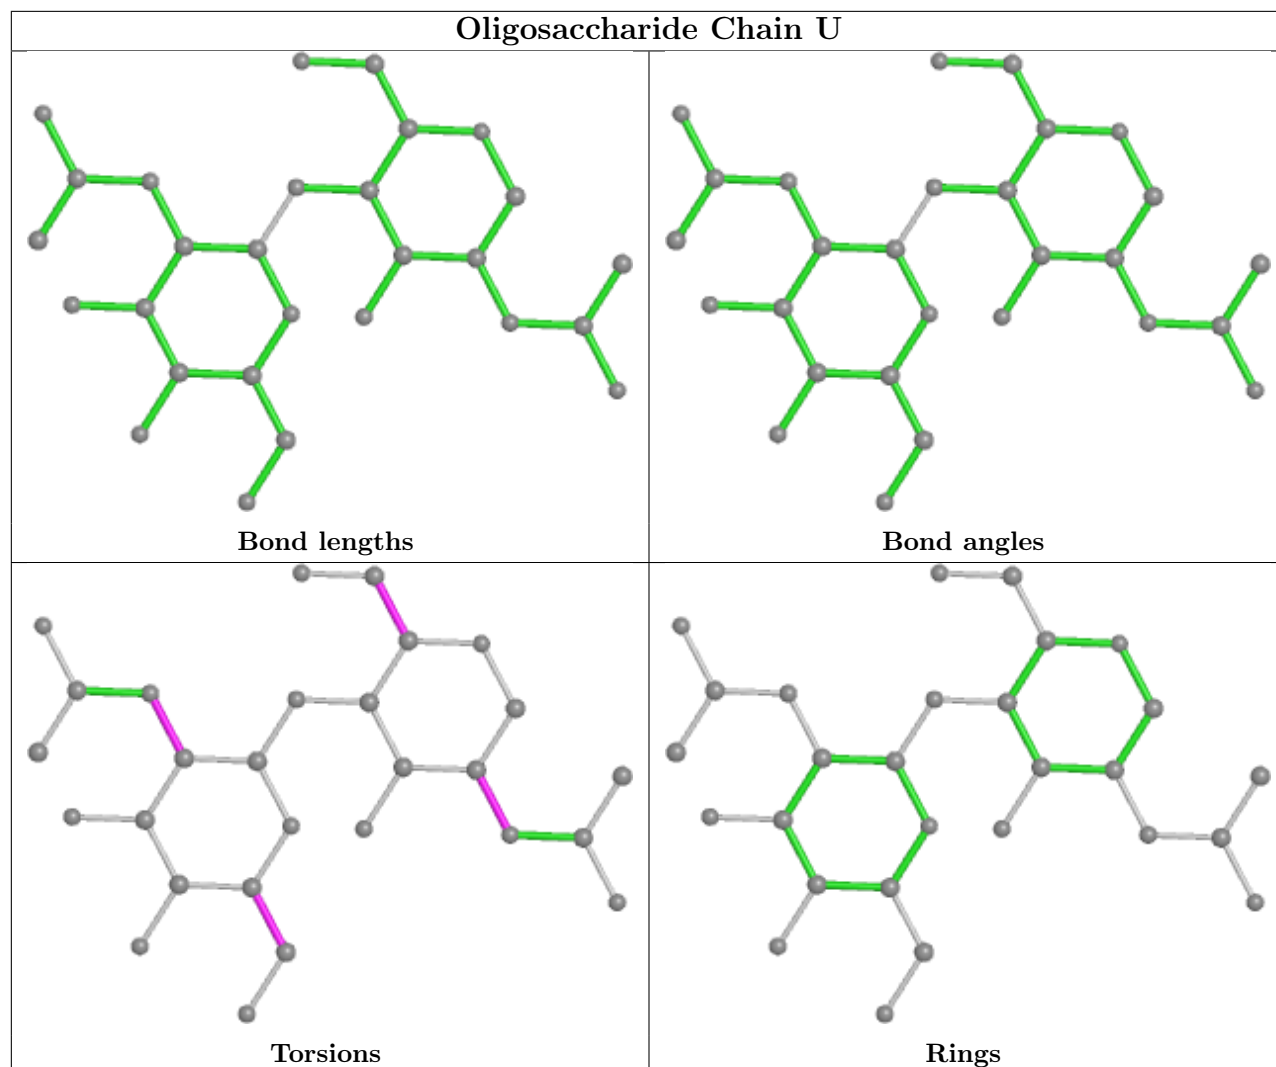 Oligosaccharide Chain U
Bond lengths
Bond angles
Torsions
Rings